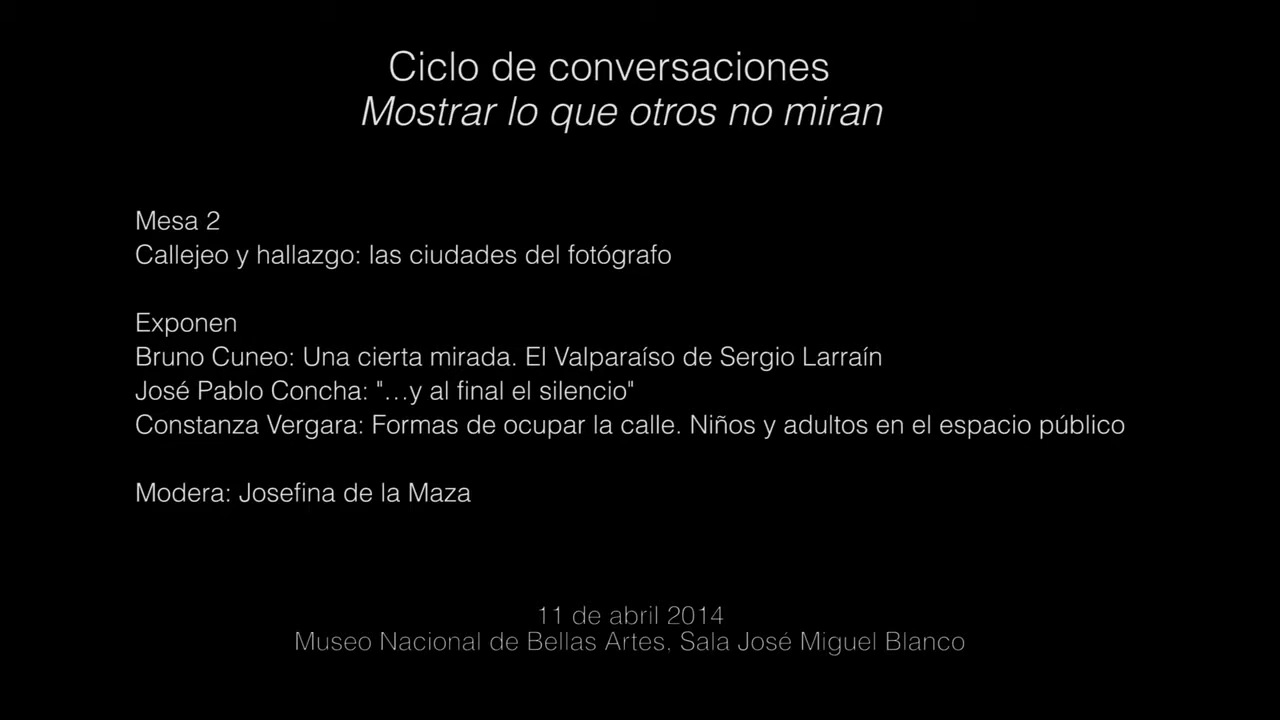 Ciclo de conversaciones
Mostrar lo que otros no miran
Mesa 2
Callejeo y hallazgo: las ciudades del fotógrafo
Exponen
Bruno Cuneo: Una cierta mirada. El Valparaíso de Sergio Larraín
José Pablo Concha: "…y al final el silencio"
Constanza Vergara: Formas de ocupar la calle. Niños y adultos en el espacio público
Modera: Josefina de la Maza
11 de abril 2014
Museo Nacional de Bellas Artes, Sala José Miguel Blanco